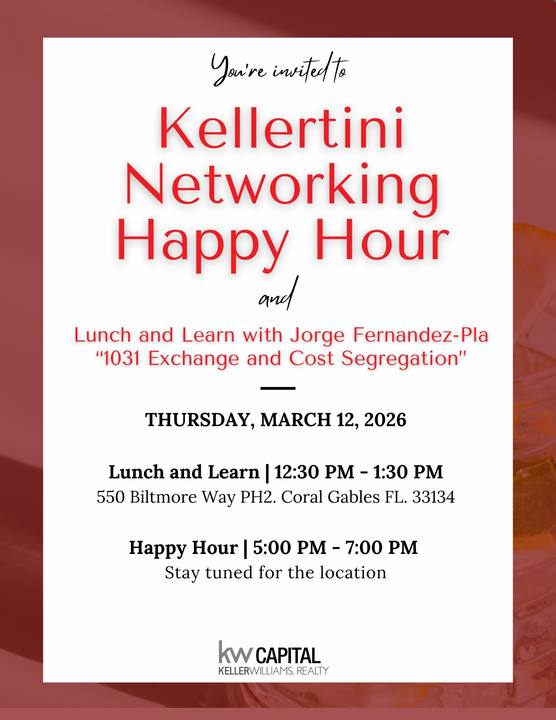 You're invited to
Kellertini
Networking
Happy Hour
and
Lunch and Learn with Jorge Fernandez-Pla
“1031 Exchange and Cost Segregation”
THURSDAY, MARCH 12, 2026
Lunch and Learn | 12:30 PM - 1:30 PM
550 Biltmore Way PH2. Coral Gables FL. 33134
Happy Hour | 5:00 PM - 7:00 PM
Stay tuned for the location
kw CAPITAL
KELLERWILLIAMS. REALTY